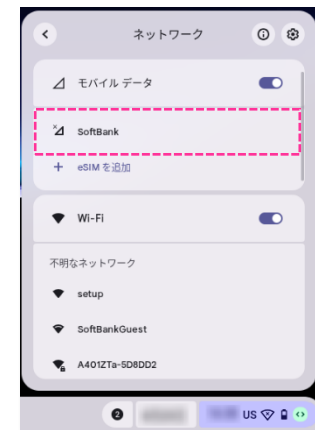 ネットワーク
モバイル データ
SoftBank
eSIM を追加
Wi-Fi
不明なネットワーク
setup
SoftBankGuest
A401ZTa-5D8DD2
2
US